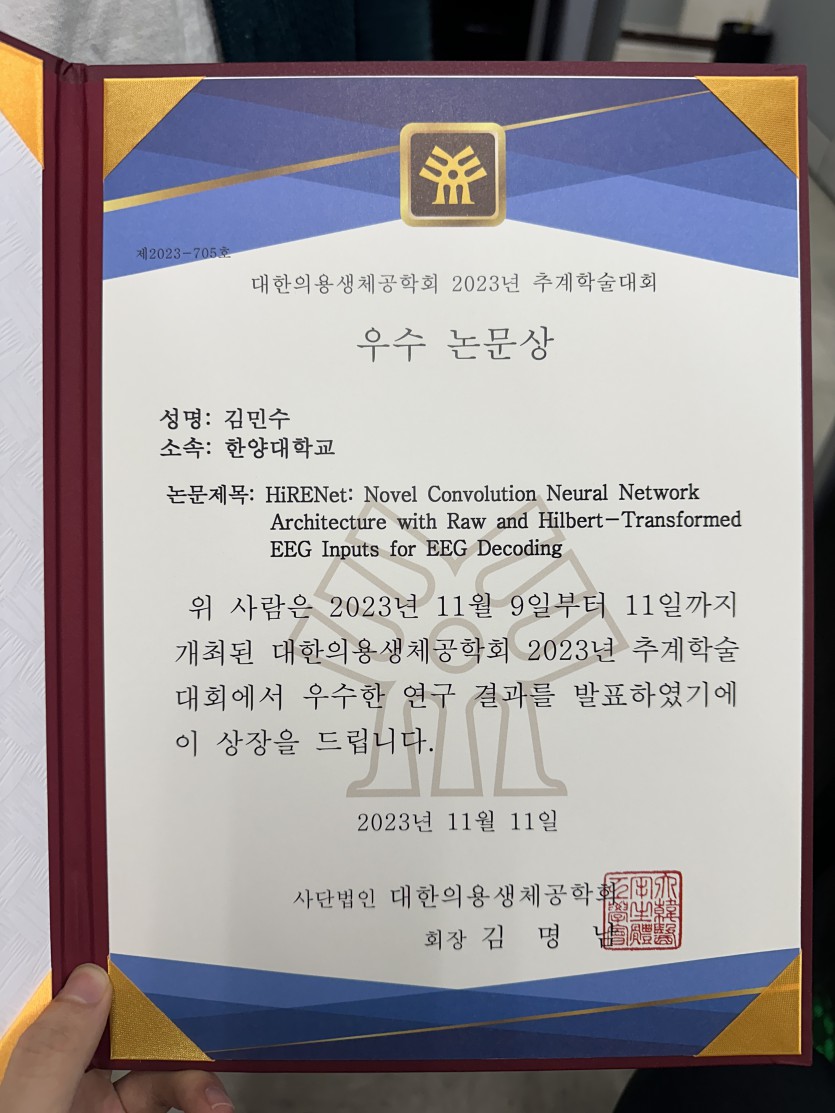 제2023-705호
대한의용생체공학회 2023년 추계학술대회
우수 논문상
성명: 김민수
소속: 한양대학교
논문제목: HiRENet: Novel Convolution Neural Network
Architecture with Raw and Hilbert-Transformed
EEG Inputs for EEG Decoding
위 사람은 2023년 11월 9일부터 11일까지
개최된 대한의용생체공학회 2023년 추계학술
대회에서 우수한 연구 결과를 발표하였기에
이 상장을 드립니다.
2023년 11월 11일
사단법인 대한의용생체공학회
회장 김 명 남